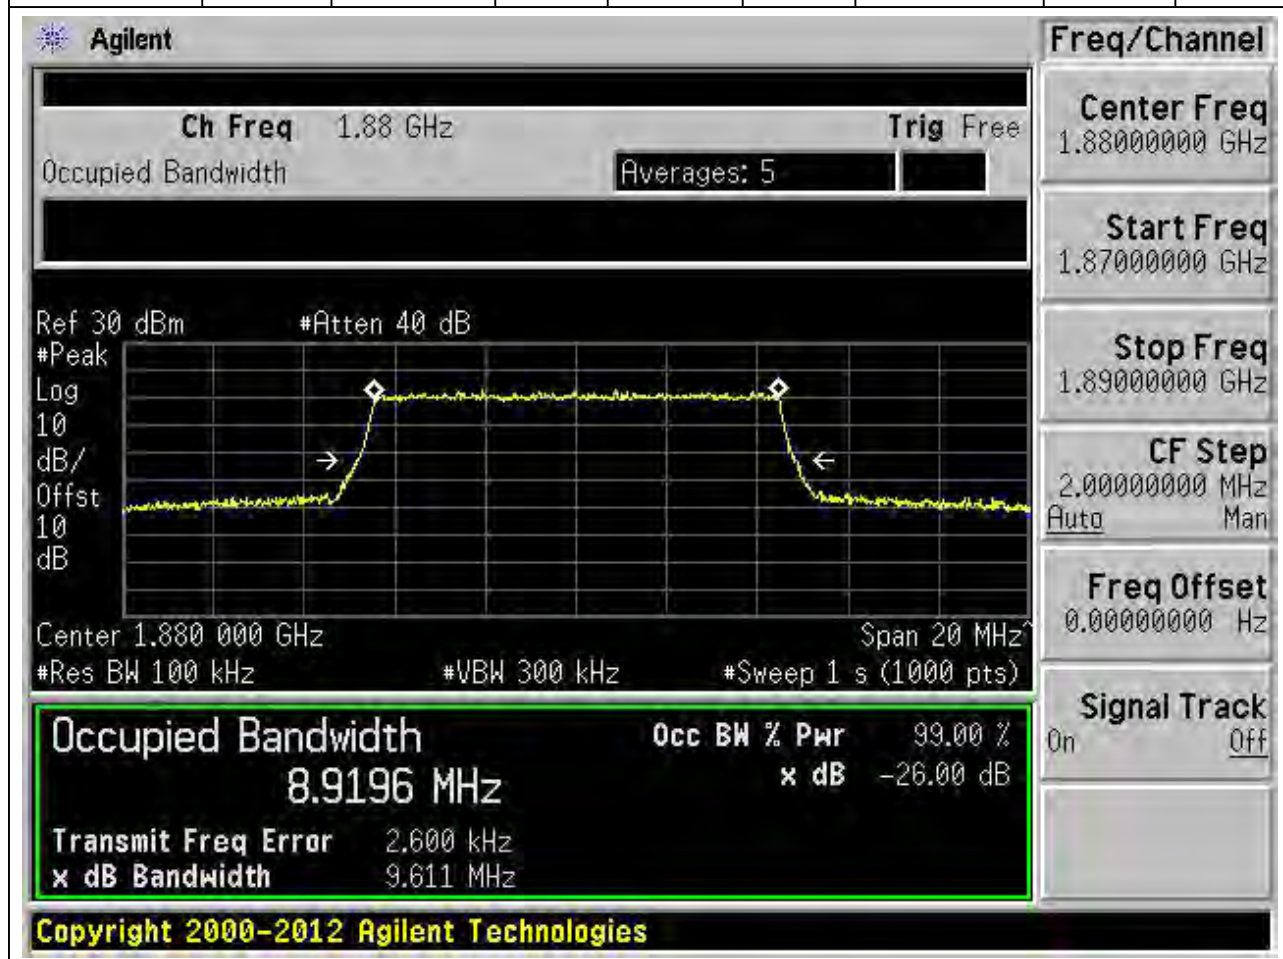 Agilent
Freq/Channel
Ch Freq 1.88 GHz Trig Free
Occupied Bandwidth Averages: 5
Center Freq
1.88000000 GHz
Start Freq
1.87000000 GHz
Stop Freq
1.89000000 GHz
CF Step
2.00000000 MHz
Auto Man
Freq Offset
0.00000000 Hz
Signal Track
On Off
Ref 30 dBm #Atten 40 dB
#Peak
Log
10
dB/
Offst
10
dB
Center 1.880 000 GHz Span 20 MHz^
#Res BW 100 kHz #VBW 300 kHz #Sweep 1 s (1000 pts)
Occupied Bandwidth Occ BW % Pwr 99.00 %
8.9196 MHz x dB -26.00 dB
Transmit Freq Error 2.600 kHz
x dB Bandwidth 9.611 MHz
Copyright 2000-2012 Agilent Technologies